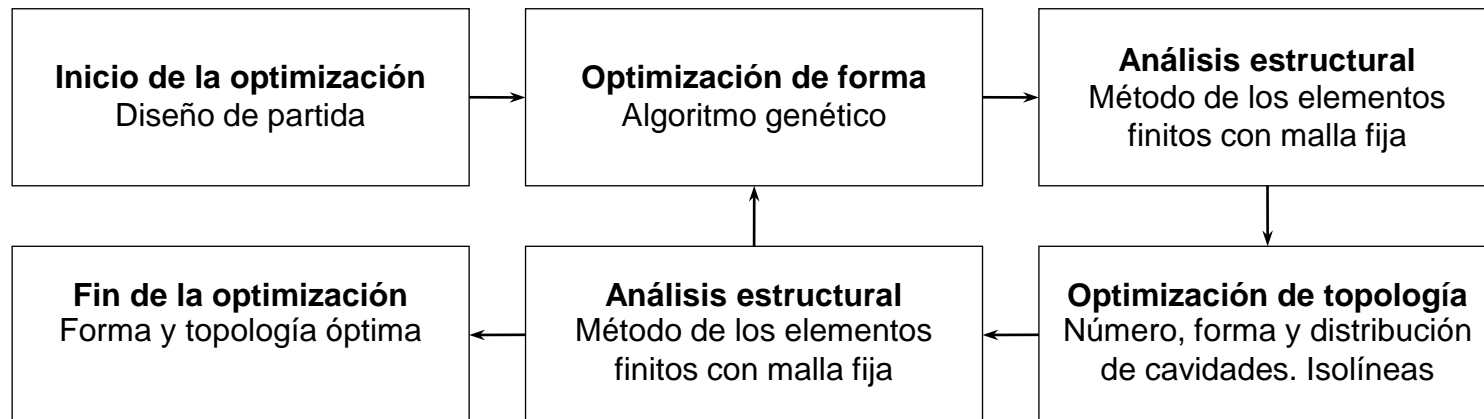 Inicio de la optimización
Diseño de partida
Optimización de forma
Algoritmo genético
Análisis estructural
Método de los elementos
finitos con malla fija
Fin de la optimización
Forma y topología óptima
Análisis estructural
Método de los elementos
finitos con malla fija
Optimización de topología
Número, forma y distribución
de cavidades. Isolíneas